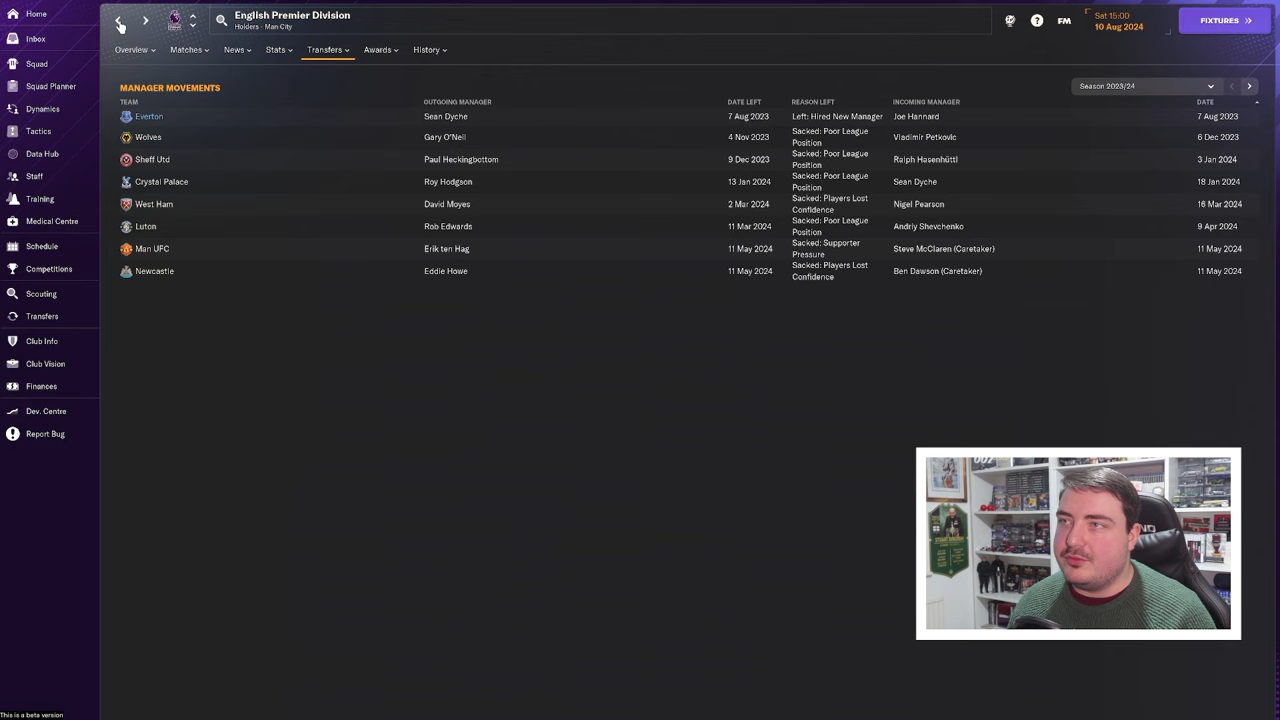 Home
English Premier Division
Holders - Man City
FM
Sat 15:00
10 Aug 2024
FIXTURES
Inbox
Overview
Matches
News
Stats
Transfers
Awards
History
Squad
Squad Planner
Dynamics
Tactics
Data Hub
Staff
Training
Medical Centre
Schedule
Competitions
Scouting
Transfers
Club Info
Club Vision
Finances
Dev. Centre
Report Bug
MANAGER MOVEMENTS
Season 2023/24
TEAM OUTGOING MANAGER DATE LEFT REASON LEFT INCOMING MANAGER DATE
Everton Sean Dyche 7 Aug 2023 Left: Hired New Manager Joe Hannard 7 Aug 2023
Wolves Gary O'Neil 4 Nov 2023 Sacked: Poor League Position Vladimir Petkovic 6 Dec 2023
Sheff Utd Paul Heckingbottom 9 Dec 2023 Sacked: Poor League Position Ralph Hasenhüttl 3 Jan 2024
Crystal Palace Roy Hodgson 13 Jan 2024 Sacked: Poor League Position Sean Dyche 18 Jan 2024
West Ham David Moyes 2 Mar 2024 Sacked: Players Lost Confidence Nigel Pearson 16 Mar 2024
Luton Rob Edwards 11 Mar 2024 Sacked: Poor League Position Andriy Shevchenko 9 Apr 2024
Man UFC Erik ten Hag 11 May 2024 Sacked: Supporter Pressure Steve McClaren (Caretaker) 11 May 2024
Newcastle Eddie Howe 11 May 2024 Sacked: Players Lost Confidence Ben Dawson (Caretaker) 11 May 2024
This is a beta version